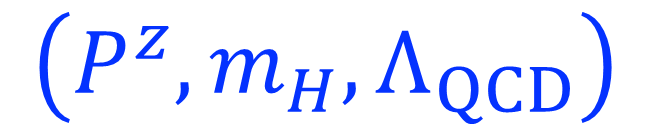 (P^z, m_H, Λ_QCD)